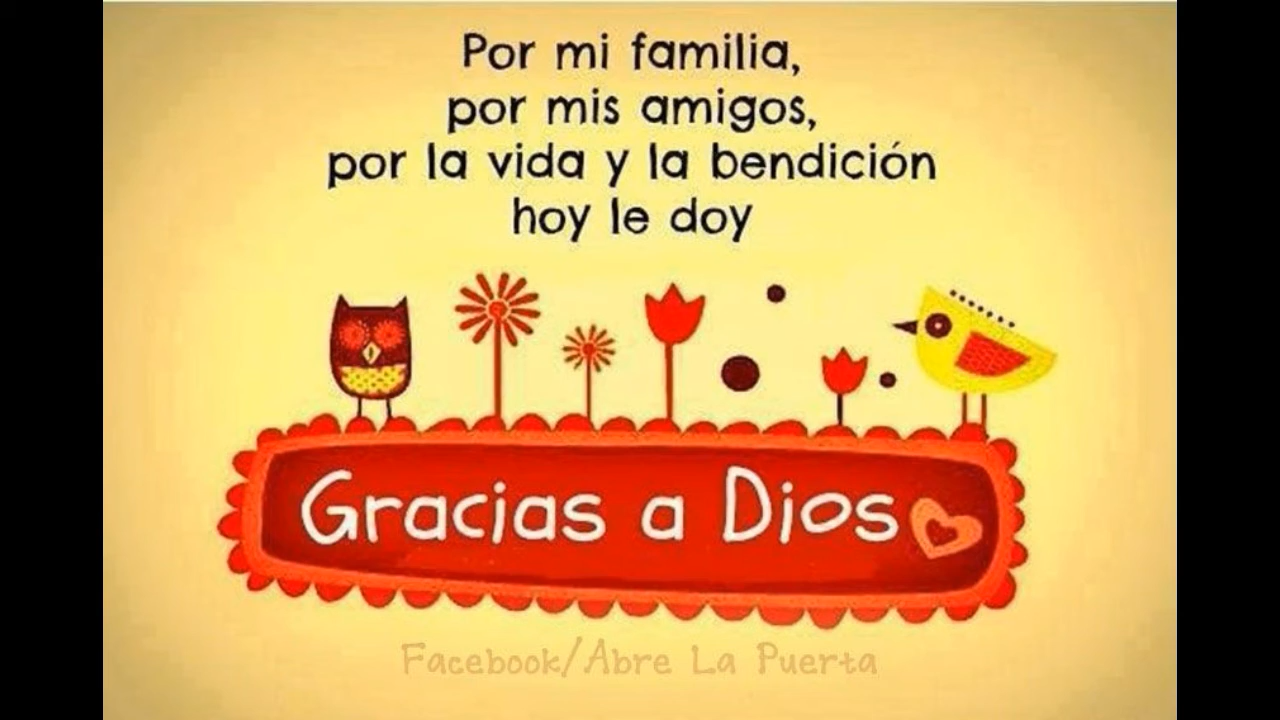 Por mi familia,
por mis amigos,
por la vida y la bendición
hoy le doy
Gracias a Dios
Facebook/Abre La Puerta